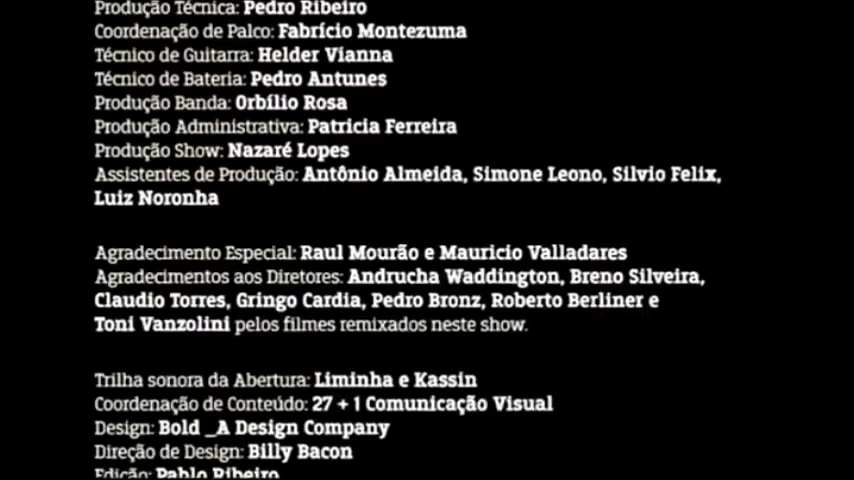 Produção Técnica: Pedro Ribeiro
Coordenação de Palco: Fabrício Montezuma
Técnico de Guitarra: Helder Vianna
Técnico de Bateria: Pedro Antunes
Produção Banda: Orbílio Rosa
Produção Administrativa: Patricia Ferreira
Produção Show: Nazaré Lopes
Assistentes de Produção: Antônio Almeida, Simone Leono, Silvio Felix,
Luiz Noronha
Agradecimento Especial: Raul Mourão e Mauricio Valladares
Agradecimentos aos Diretores: Andrucha Waddington, Breno Silveira,
Claudio Torres, Gringo Cardia, Pedro Bronz, Roberto Berliner e
Toni Vanzolini pelos filmes remixados neste show.
Trilha sonora da Abertura: Liminha e Kassin
Coordenação de Conteúdo: 27 + 1 Comunicação Visual
Design: Bold _A Design Company
Direção de Design: Billy Bacon
Edição: Pablo Ribeiro